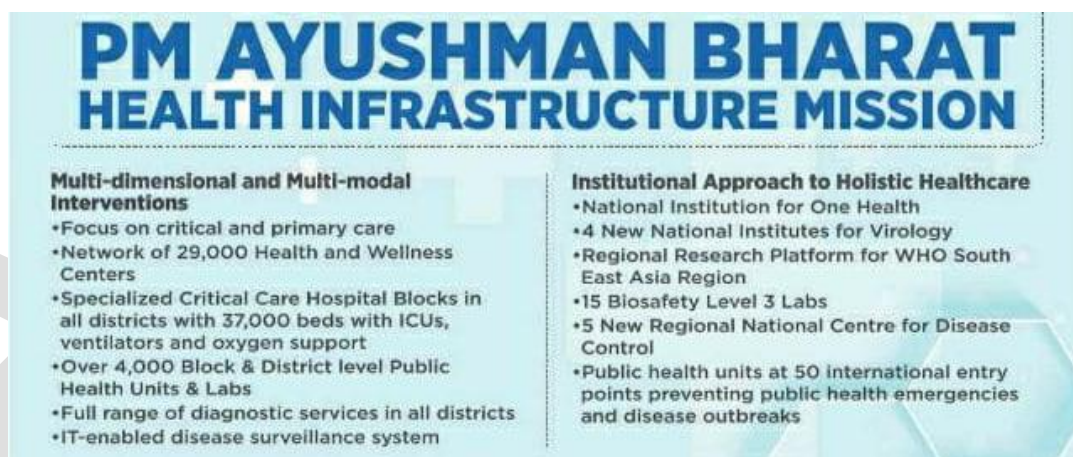 PM AYUSHMAN BHARAT
HEALTH INFRASTRUCTURE MISSION
Multi-dimensional and Multi-modal
Interventions
•Focus on critical and primary care
•Network of 29,000 Health and Wellness
Centers
•Specialized Critical Care Hospital Blocks in
all districts with 37,000 beds with ICUs,
ventilators and oxygen support
•Over 4,000 Block & District level Public
Health Units & Labs
•Full range of diagnostic services in all districts
•IT-enabled disease surveillance system
Institutional Approach to Holistic Healthcare
•National Institution for One Health
•4 New National Institutes for Virology
•Regional Research Platform for WHO South
East Asia Region
•15 Biosafety Level 3 Labs
•5 New Regional National Centre for Disease
Control
•Public health units at 50 international entry
points preventing public health emergencies
and disease outbreaks